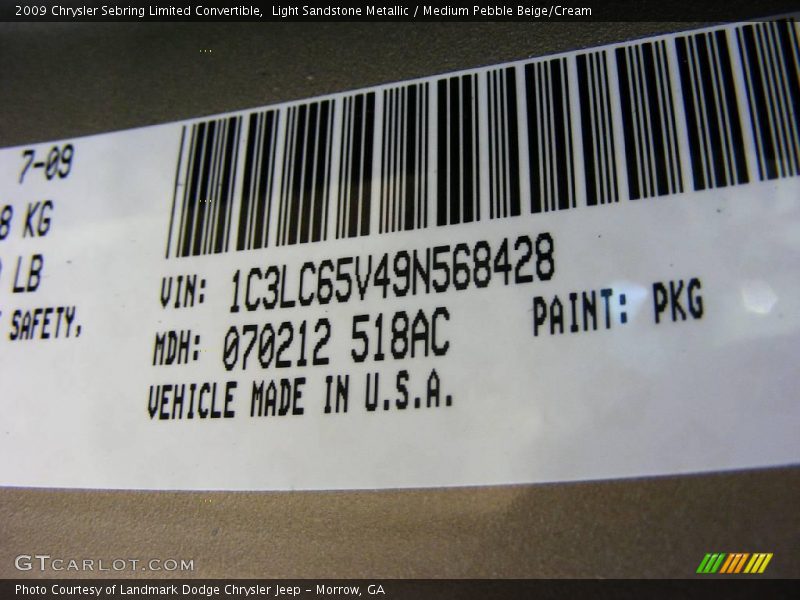 2009 Chrysler Sebring Limited Convertible,  Light Sandstone Metallic / Medium Pebble Beige/Cream
7-09
8 KG
LB
SAFETY,
VIN: 1C3LC65V49N568428
MDH: 070212 518AC
PAINT: PKG
VEHICLE MADE IN U.S.A.
GTCARLOT.COM
Photo Courtesy of Landmark Dodge Chrysler Jeep – Morrow, GA